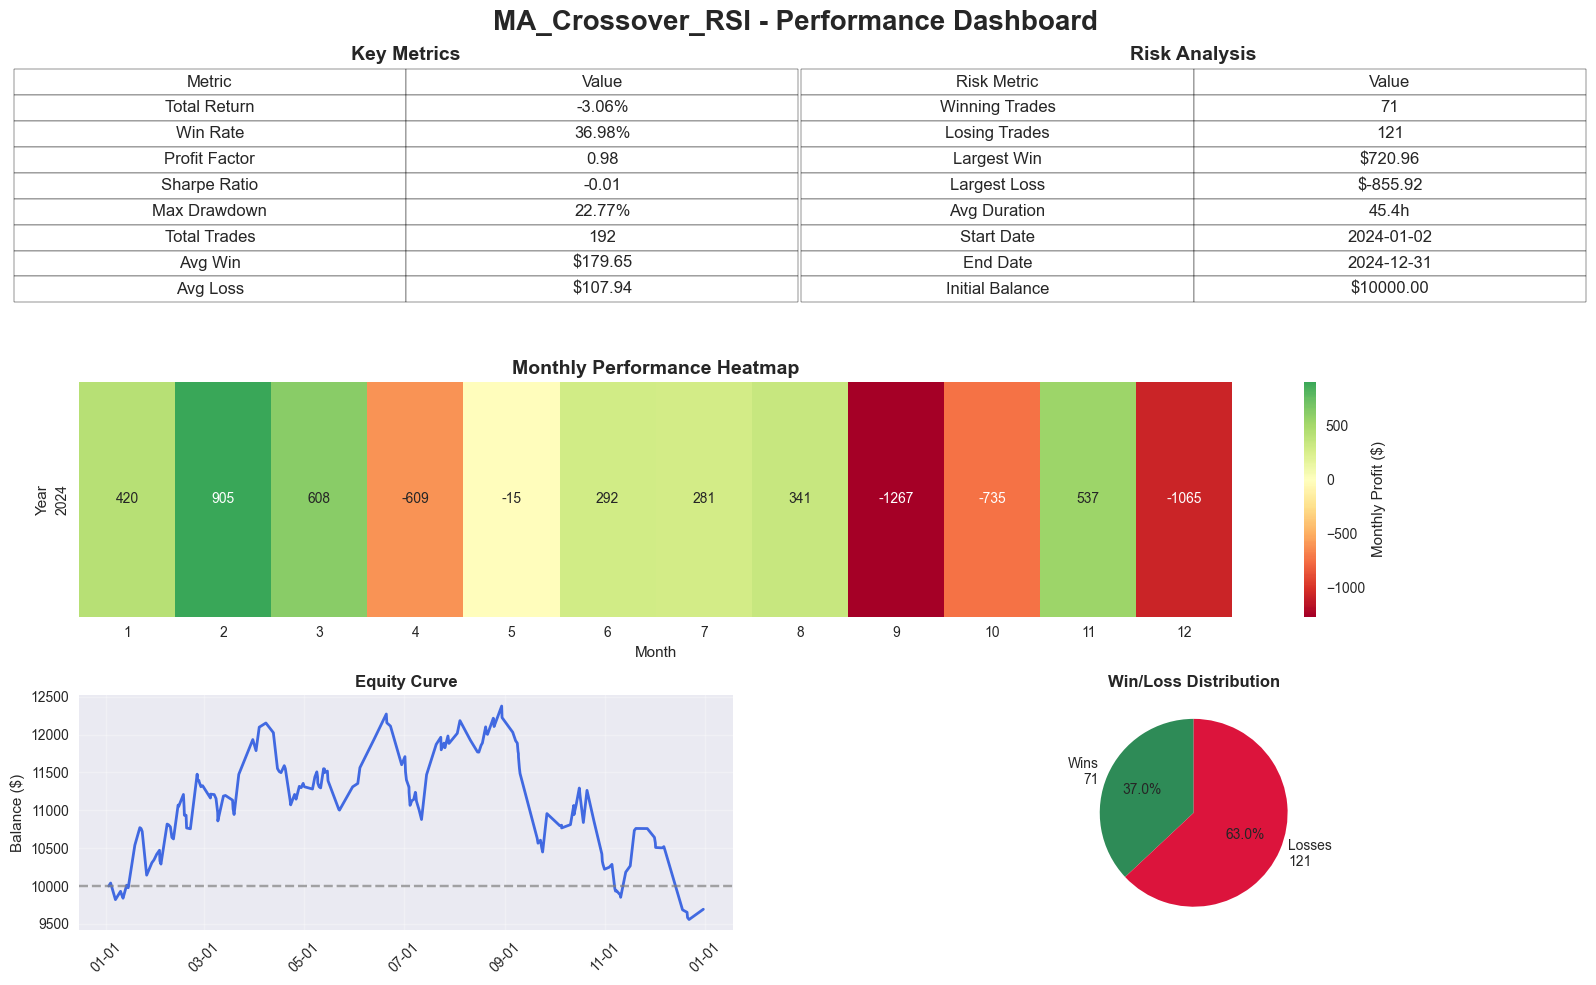 MA_Crossover_RSI - Performance Dashboard
Key Metrics
Metric Value
Total Return -3.06%
Win Rate 36.98%
Profit Factor 0.98
Sharpe Ratio -0.01
Max Drawdown 22.77%
Total Trades 192
Avg Win $179.65
Avg Loss $107.94
Risk Analysis
Risk Metric Value
Winning Trades 71
Losing Trades 121
Largest Win $720.96
Largest Loss $-855.92
Avg Duration 45.4h
Start Date 2024-01-02
End Date 2024-12-31
Initial Balance $10000.00
Monthly Performance Heatmap
Year
2024
420 905 608 -609 -15 292 281 341 -1267 -735 537 -1065
1 2 3 4 5 6 7 8 9 10 11 12
Month
500
0
−500
−1000
Monthly Profit ($)
Equity Curve
Balance ($)
12500
12000
11500
11000
10500
10000
9500
01-01 03-01 05-01 07-01 09-01 11-01 01-01
Win/Loss Distribution
Wins
71
37.0%
63.0%
Losses
121